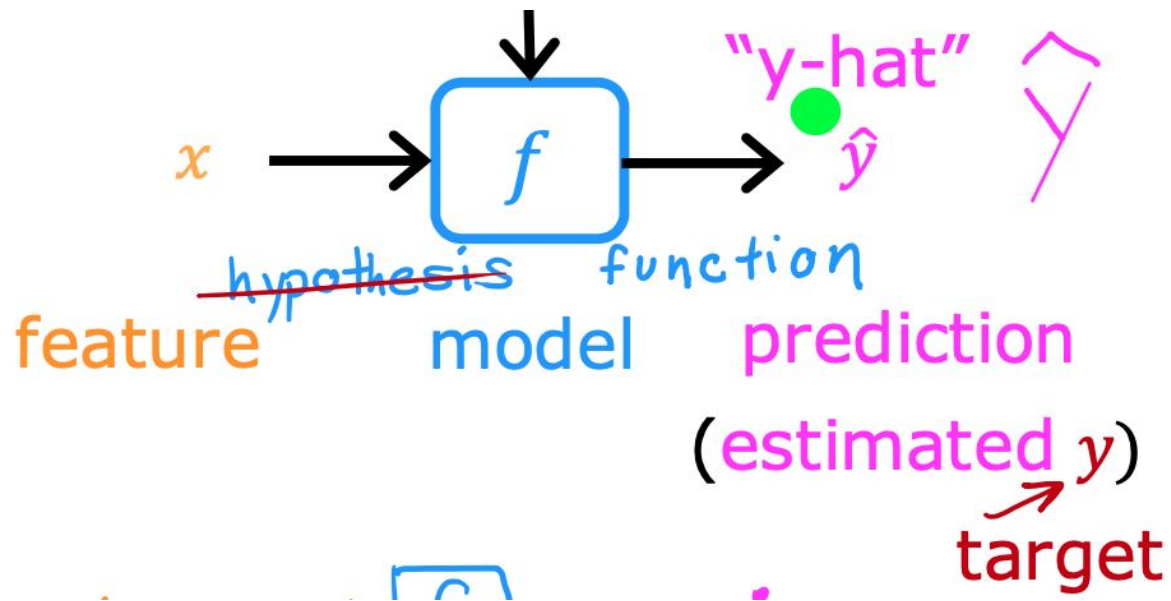 “y-hat” ŷ
x f ŷ
hypothesis function
feature model prediction
(estimated y)
target